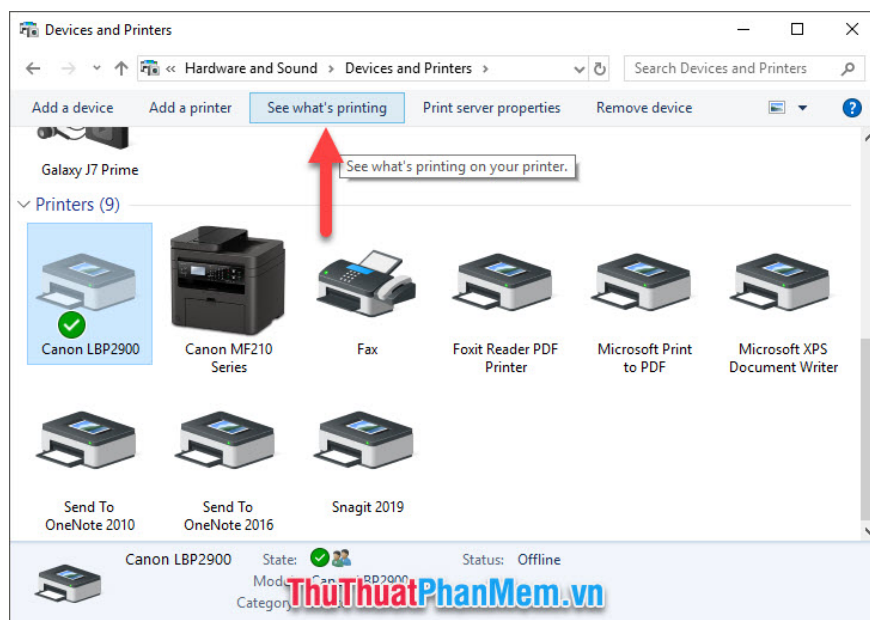 Devices and Printers
« Hardware and Sound › Devices and Printers ›
Search Devices and Printers
Add a device Add a printer See what's printing Print server properties Remove device
?
See what's printing on your printer.
Galaxy J7 Prime
Printers (9)
Canon LBP2900
Canon MF210
Series
Fax
Foxit Reader PDF
Printer
Microsoft Print
to PDF
Microsoft XPS
Document Writer
Send To
OneNote 2010
Send To
OneNote 2016
Snagit 2019
Canon LBP2900 State: Status: Offline
Canon LBP2900
Category
ThuThuatPhanMem.vn